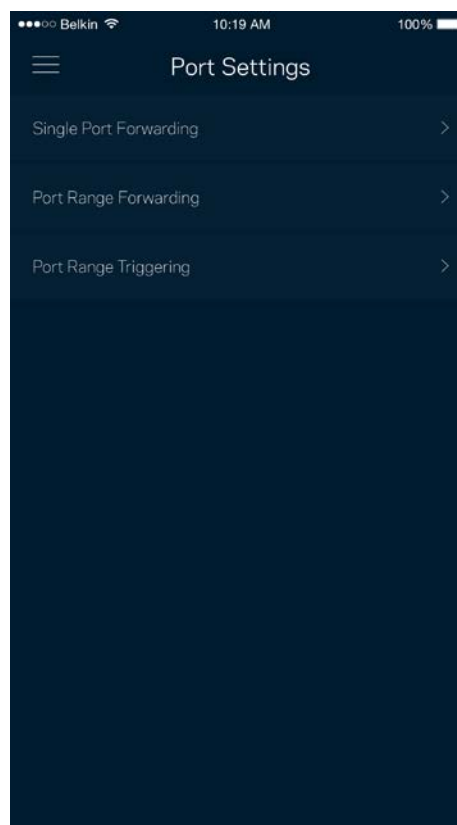 Belkin 10:19 AM 100%
Port Settings
Single Port Forwarding
Port Range Forwarding
Port Range Triggering